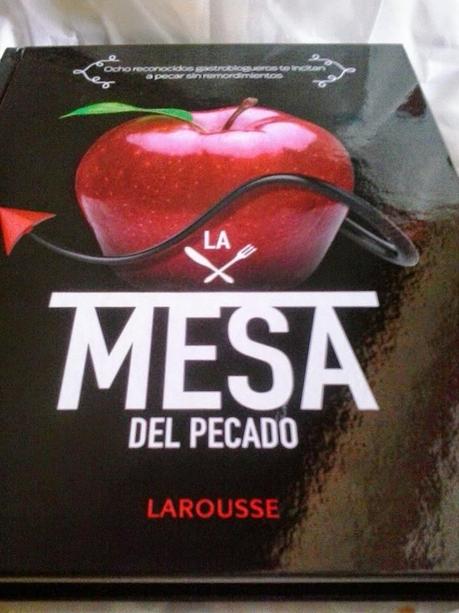 Ocho reconocidos gastroblogueros te incitan
a pecar sin remordimientos
LA
MESA
DEL PECADO
LAROUSSE